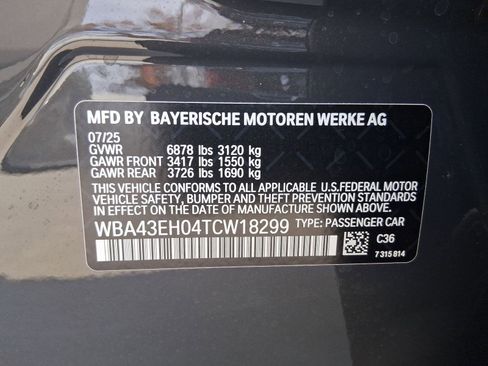 MFD BY BAYERISCHE MOTOREN WERKE AG
07/25
GVWR 6878 lbs 3120 kg
GAWR FRONT 3417 lbs 1550 kg
GAWR REAR 3726 lbs 1690 kg
THIS VEHICLE CONFORMS TO ALL APPLICABLE U.S.FEDERAL MOTOR
VEHICLE SAFETY, BUMPER AND THEFT PREVENTION STANDARDS IN
EFFECT ON THE DATE OF MANUFACTURE SHOWN ABOVE.
WBA43EH04TCW18299 TYPE: PASSENGER CAR
C36
7 315 814